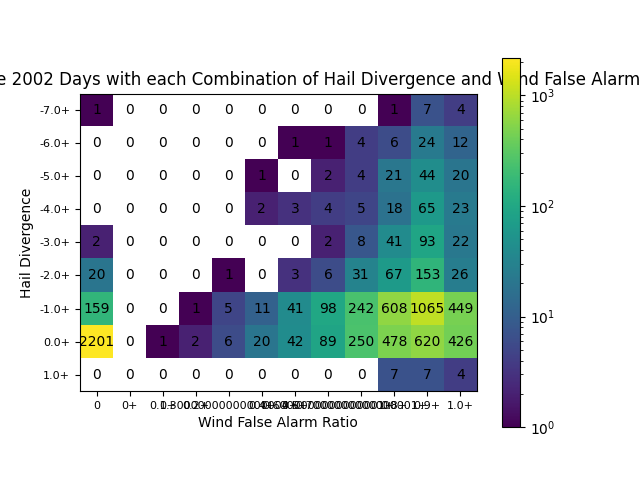 e 2002 Days with each Combination of Hail Divergence and Wind False Alarm
-7.0+ 1 0 0 0 0 0 0 0 0 1 7 4
-6.0+ 0 0 0 0 0 0 1 1 4 6 24 12
-5.0+ 0 0 0 0 0 1 0 2 4 21 44 20
-4.0+ 0 0 0 0 0 2 3 4 5 18 65 23
-3.0+ 2 0 0 0 0 0 0 2 8 41 93 22
-2.0+ 20 0 0 0 1 0 3 6 31 67 153 26
-1.0+ 159 0 0 1 5 11 41 98 242 608 1065 449
0.0+ 2201 0 1 2 6 20 42 89 250 478 620 426
1.0+ 0 0 0 0 0 0 0 0 0 7 7 4
0 0+ 1.0+
Wind False Alarm Ratio
Hail Divergence
10³
10²
10¹
10⁰